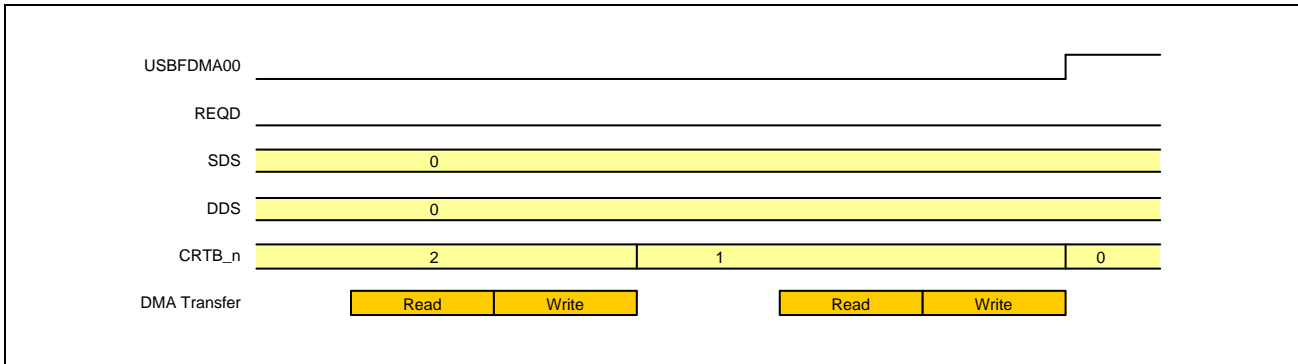 USBFDMA00
REQD
SDS 0
DDS 0
CRTB_n 2 1 0
DMA Transfer Read Write Read Write